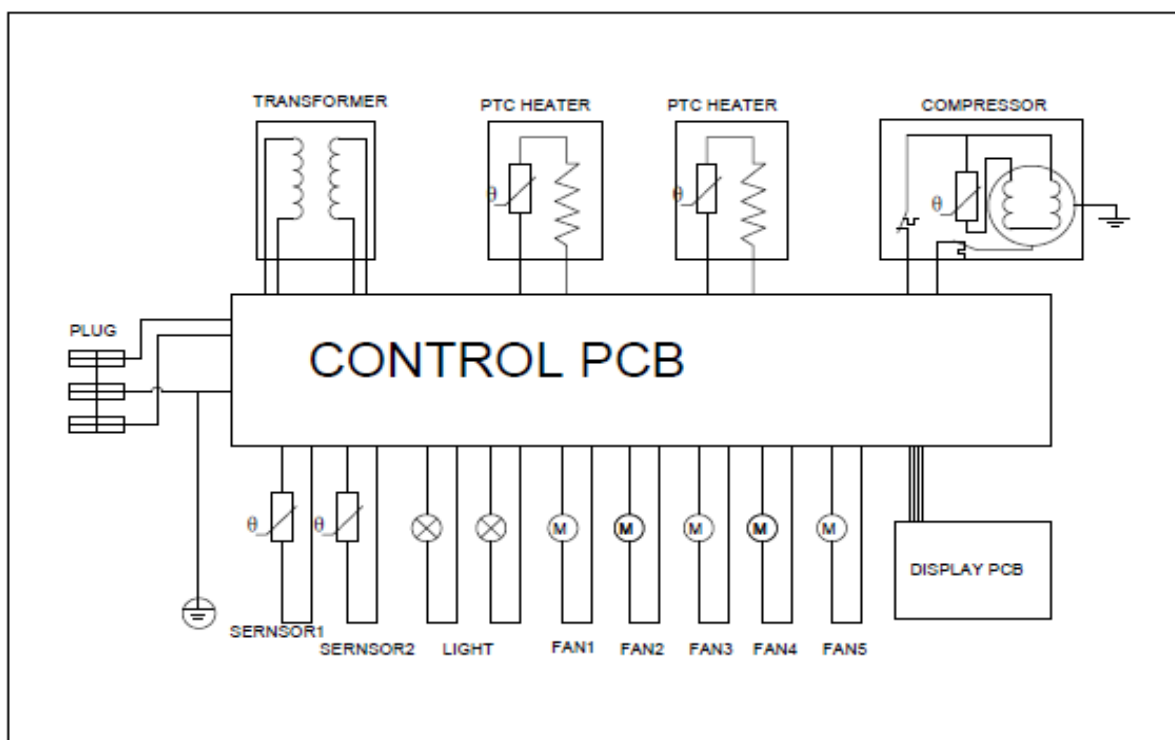 TRANSFORMER
PTC HEATER
PTC HEATER
COMPRESSOR
θ
θ
θ
PLUG
CONTROL PCB
θ
θ
M
M
M
M
M
DISPLAY PCB
SERNSOR1
SERNSOR2
LIGHT
FAN1
FAN2
FAN3
FAN4
FAN5